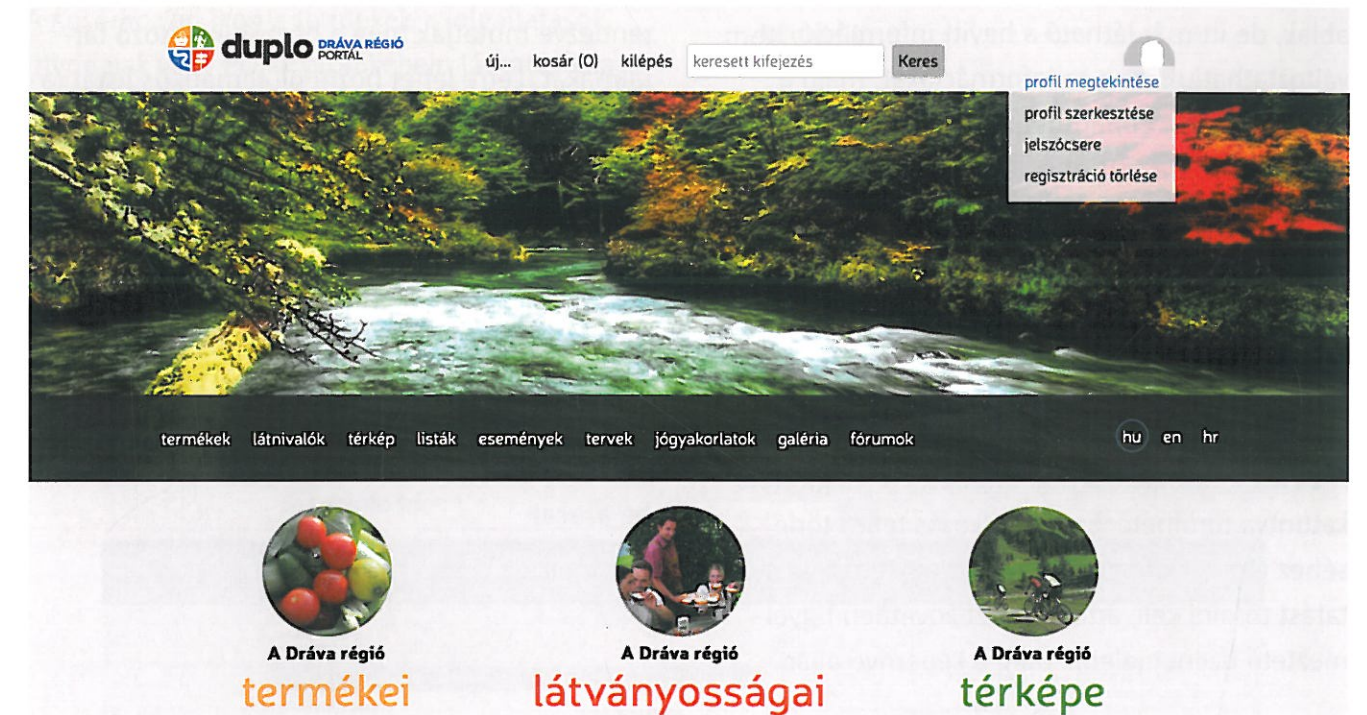 duplo DRÁVA RÉGIÓ
PORTÁL
új... kosár (0) kilépés keresett kifejezés Keres
profil megtekintése
profil szerkesztése
jelszócsere
regisztráció törlése
termékek látnivalók térkép listák események tervek jógyakorlatok galéria fórumok hu en hr
A Dráva régió
termékei
A Dráva régió
látványosságai
A Dráva régió
térképe